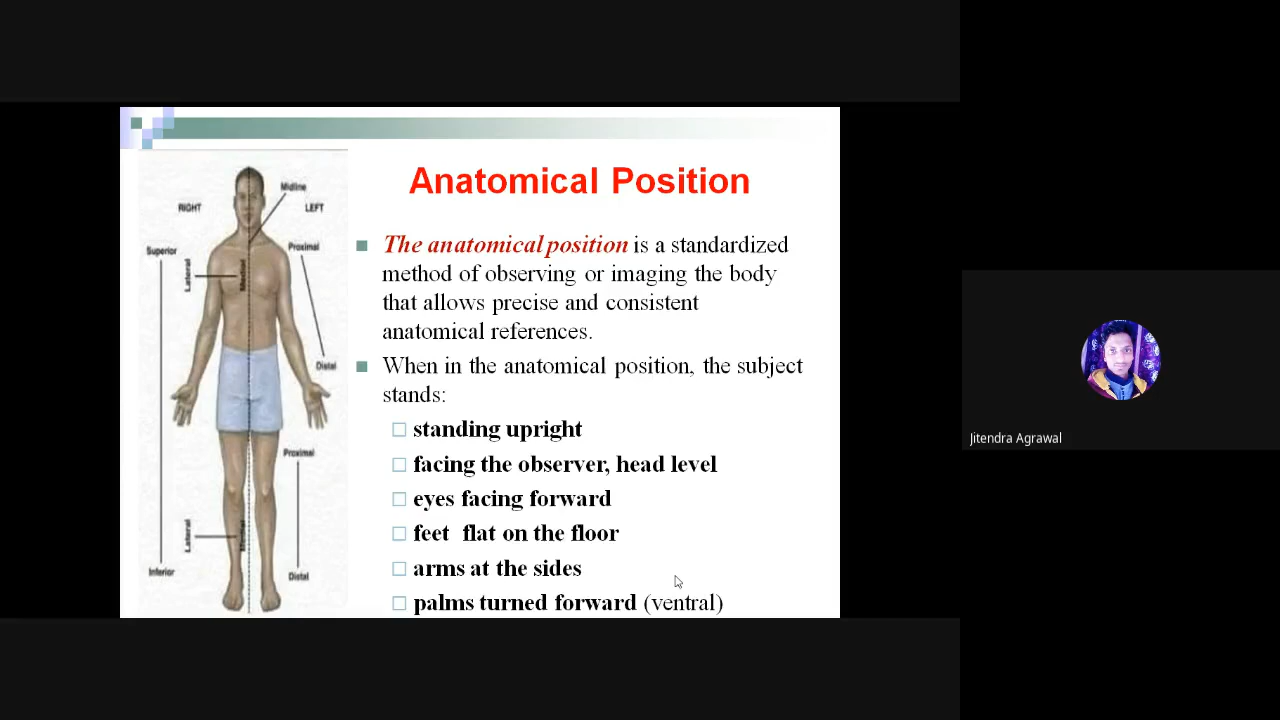 Anatomical Position
Midline
RIGHT
LEFT
Superior
Proximal
Lateral
Medial
Distal
Proximal
Lateral
Medial
Inferior
Distal
The anatomical position is a standardized
method of observing or imaging the body
that allows precise and consistent
anatomical references.
When in the anatomical position, the subject
stands:
standing upright
facing the observer, head level
eyes facing forward
feet flat on the floor
arms at the sides
palms turned forward (ventral)
Jitendra Agrawal